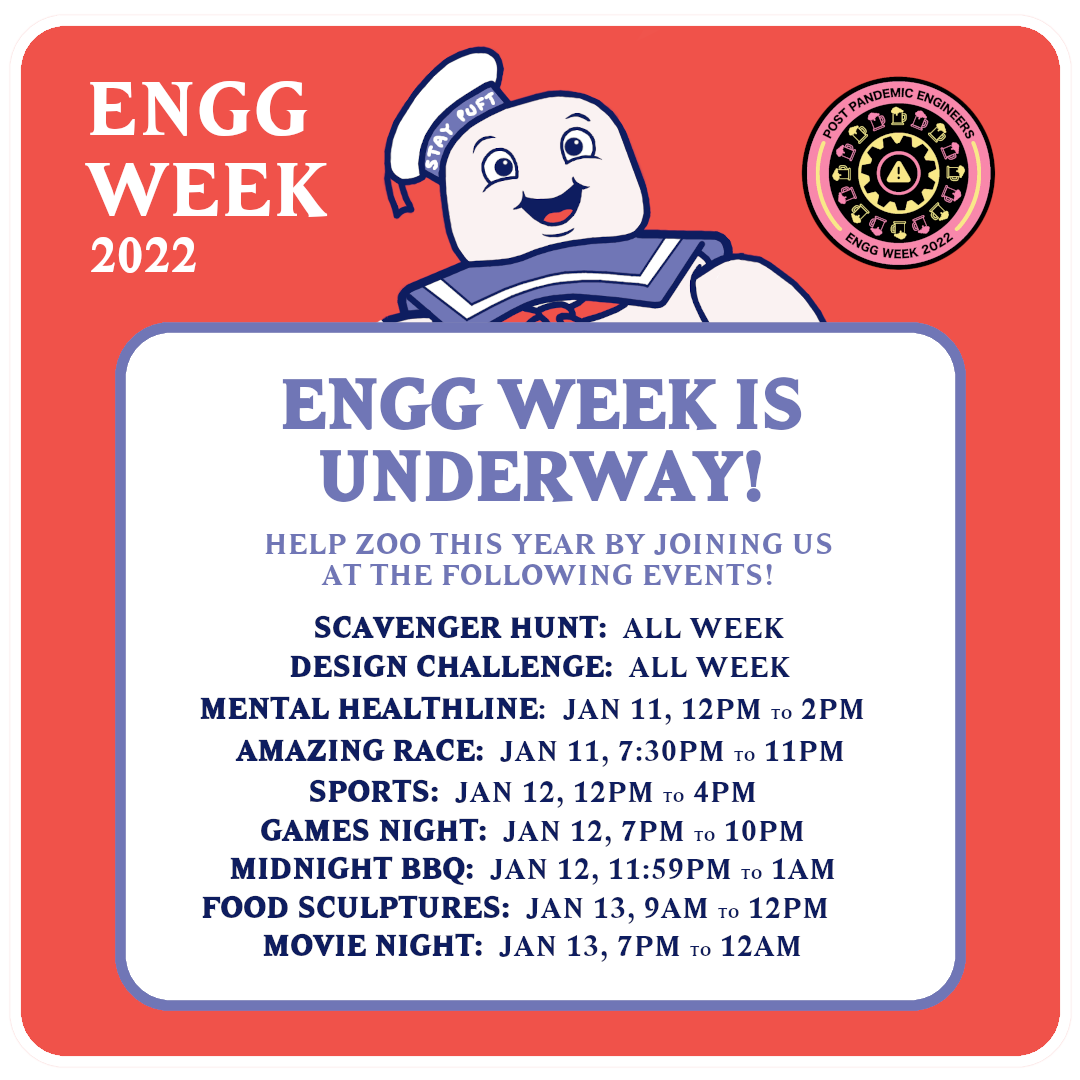 ENGG
WEEK
2022
STAY PUFT
POST PANDEMIC ENGINEERS
ENGG WEEK 2022
ENGG WEEK IS
UNDERWAY!
HELP ZOO THIS YEAR BY JOINING US
AT THE FOLLOWING EVENTS!
SCAVENGER HUNT: ALL WEEK
DESIGN CHALLENGE: ALL WEEK
MENTAL HEALTHLINE: JAN 11, 12PM TO 2PM
AMAZING RACE: JAN 11, 7:30PM TO 11PM
SPORTS: JAN 12, 12PM TO 4PM
GAMES NIGHT: JAN 12, 7PM TO 10PM
MIDNIGHT BBQ: JAN 12, 11:59PM TO 1AM
FOOD SCULPTURES: JAN 13, 9AM TO 12PM
MOVIE NIGHT: JAN 13, 7PM TO 12AM